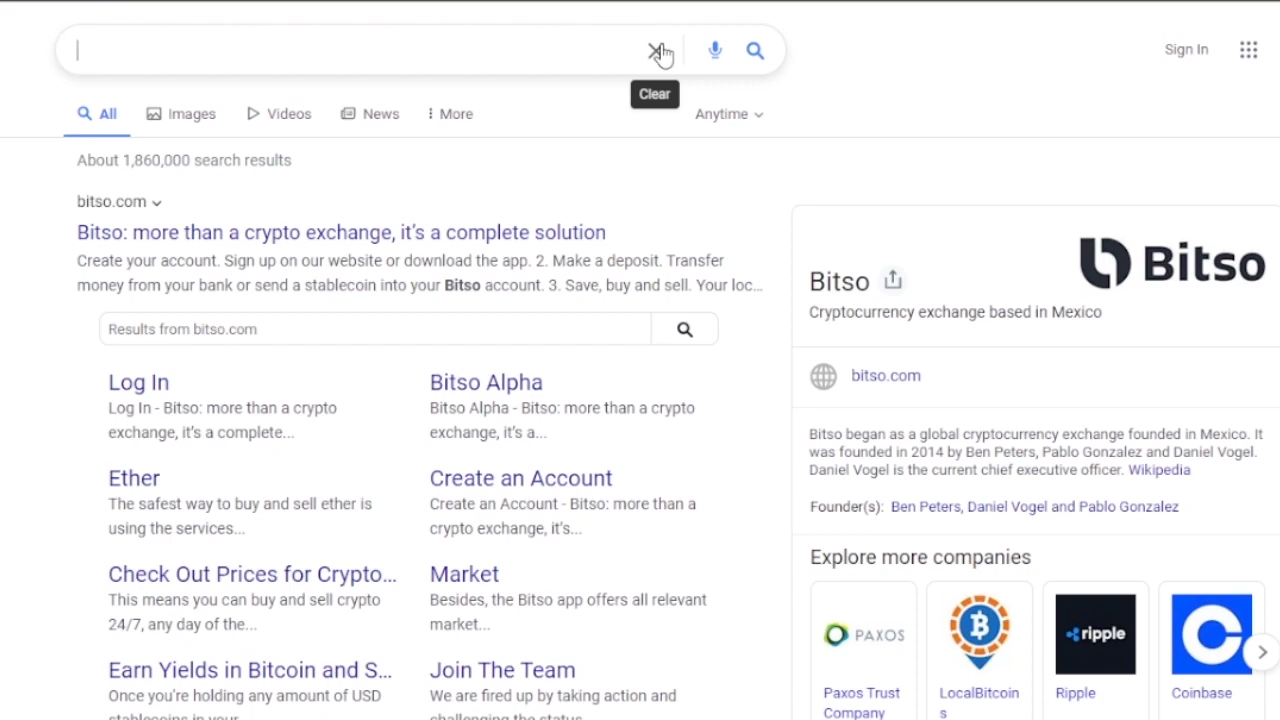 Sign In
Clear
All Images Videos News More Anytime
About 1,860,000 search results
bitso.com
Bitso: more than a crypto exchange, it's a complete solution
Create your account. Sign up on our website or download the app. 2. Make a deposit. Transfer
money from your bank or send a stablecoin into your Bitso account. 3. Save, buy and sell. Your loc...
Results from bitso.com
Log In
Log In - Bitso: more than a crypto
exchange, it's a complete...
Bitso Alpha
Bitso Alpha - Bitso: more than a crypto
exchange, it's a...
Ether
The safest way to buy and sell ether is
using the services...
Create an Account
Create an Account - Bitso: more than a
crypto exchange, it's...
Check Out Prices for Crypto...
This means you can buy and sell crypto
24/7, any day of the...
Market
Besides, the Bitso app offers all relevant
market...
Earn Yields in Bitcoin and S...
Once you're holding any amount of USD
stablecoins in your
Join The Team
We are fired up by taking action and
challenging the status
Bitso
Bitso
Cryptocurrency exchange based in Mexico
bitso.com
Bitso began as a global cryptocurrency exchange founded in Mexico. It
was founded in 2014 by Ben Peters, Pablo Gonzalez and Daniel Vogel.
Daniel Vogel is the current chief executive officer. Wikipedia
Founder(s): Ben Peters, Daniel Vogel and Pablo Gonzalez
Explore more companies
PAXOS
ripple
Paxos Trust
Company
LocalBitcoin
s
Ripple
Coinbase